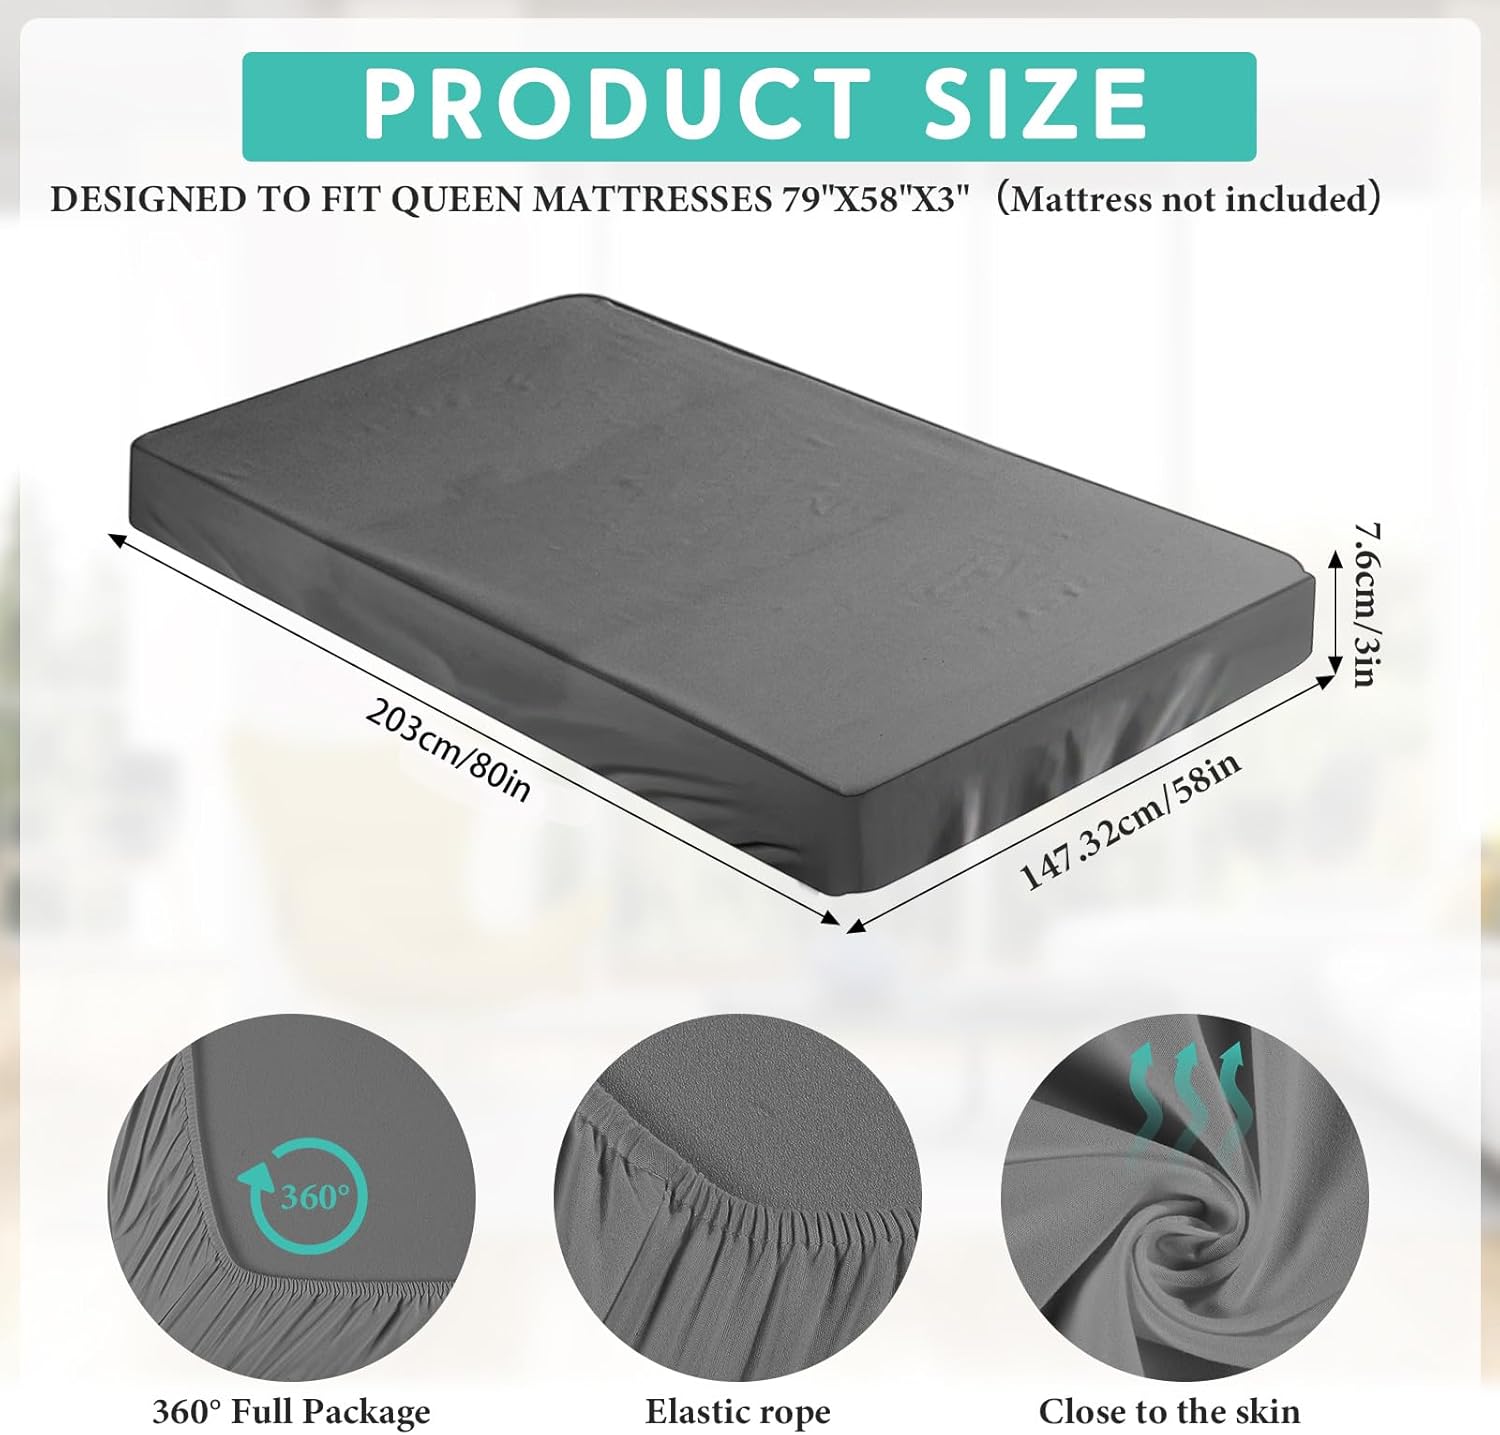 PRODUCT SIZE
DESIGNED TO FIT QUEEN MATTRESSES 79"X58"X3"（Mattress not included）
7.6cm/3in
203cm/80in
147.32cm/58in
360°
360° Full Package
Elastic rope
Close to the skin